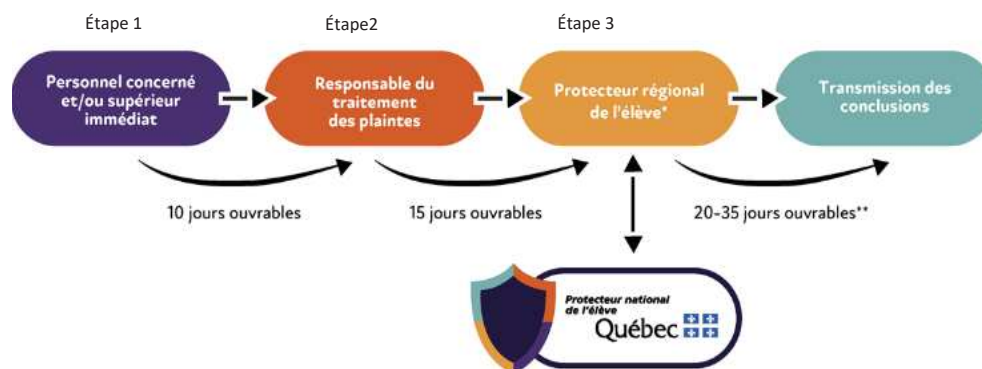 Étape 1
Étape2
Étape 3
Personnel concerné
et/ou supérieur
immédiat
Responsable du
traitement
des plaintes
Protecteur régional
de l'élève*
Transmission des
conclusions
10 jours ouvrables
15 jours ouvrables
20-35 jours ouvrables**
Protecteur national
de l'élève
Québec